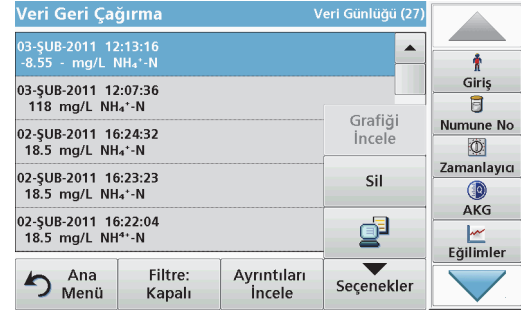 Veri Geri Çağırma Veri Günlüğü (27)
03-ŞUB-2011 12:13:16
-8.55 - mg/L NH₄⁺-N
03-ŞUB-2011 12:07:36
118 mg/L NH₄⁺-N
02-ŞUB-2011 16:24:32
18.5 mg/L NH₄⁺-N
02-ŞUB-2011 16:23:23
18.5 mg/L NH₄⁺-N
02-ŞUB-2011 16:22:04
18.5 mg/L NH⁴⁺-N
Grafiği
İncele
Sil
Ana
Menü
Filtre:
Kapalı
Ayrıntıları
İncele
Seçenekler
Giriş
Numune No
Zamanlayıcı
AKG
Eğilimler